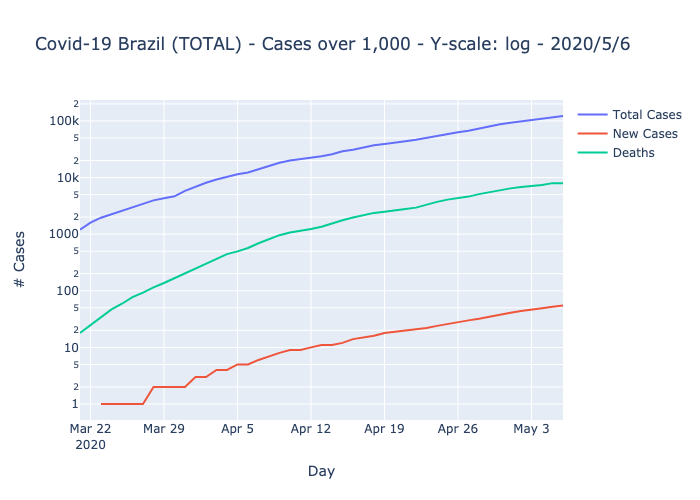 Covid-19 Brazil (TOTAL) - Cases over 1,000 - Y-scale: log - 2020/5/6
2
100k
5
2
10k
5
2
1000
5
2
100
5
2
10
5
2
1
# Cases
Mar 22 Mar 29 Apr 5 Apr 12 Apr 19 Apr 26 May 3
2020
Day
Total Cases
New Cases
Deaths